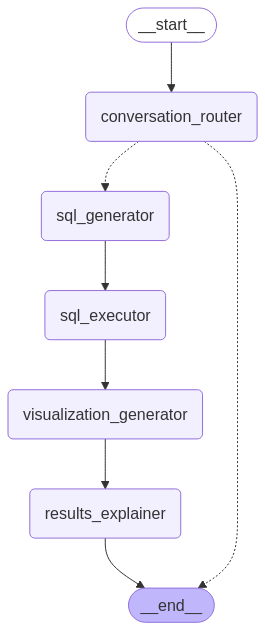 __start__
conversation_router
sql_generator
sql_executor
visualization_generator
results_explainer
__end__